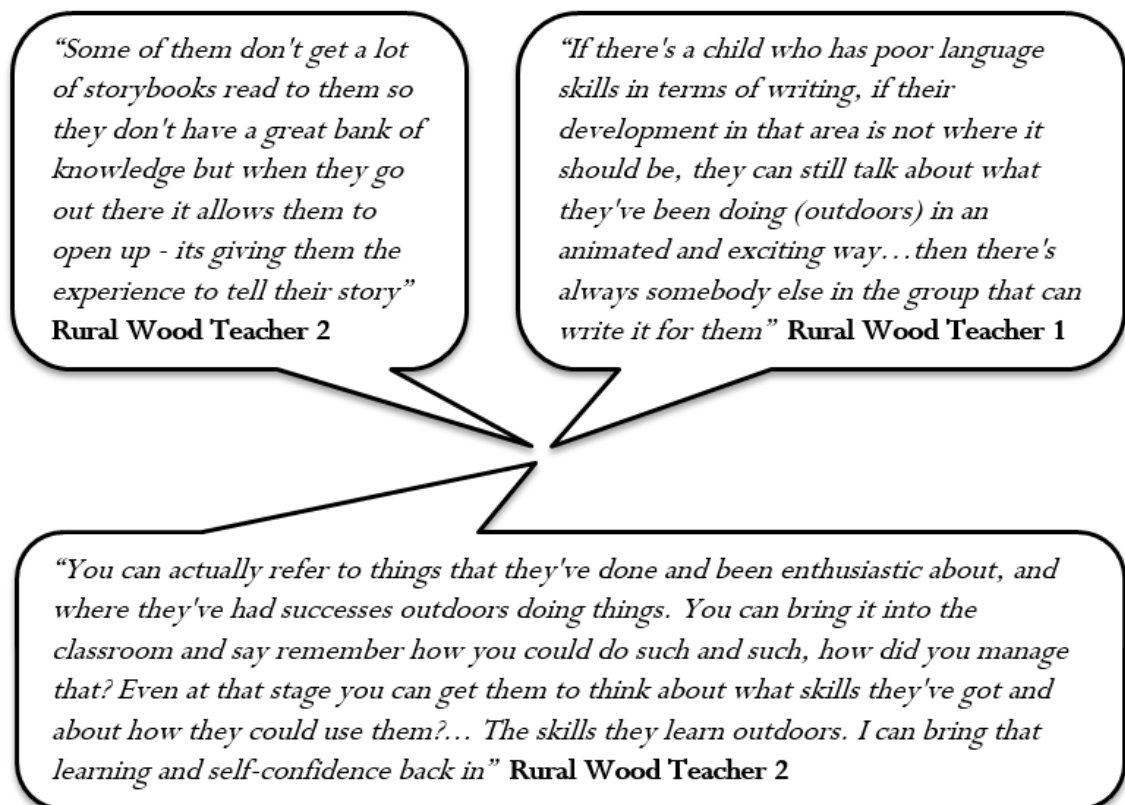 “Some of them don't get a lot
of storybooks read to them so
they don't have a great bank of
knowledge but when they go
out there it allows them to
open up - its giving them the
experience to tell their story”
Rural Wood Teacher 2
“If there's a child who has poor language
skills in terms of writing, if their
development in that area is not where it
should be, they can still talk about what
they've been doing (outdoors) in an
animated and exciting way…then there's
always somebody else in the group that can
write it for them” Rural Wood Teacher 1
“You can actually refer to things that they've done and been enthusiastic about, and
where they've had successes outdoors doing things. You can bring it into the
classroom and say remember how you could do such and such, how did you manage
that? Even at that stage you can get them to think about what skills they've got and
about how they could use them?... The skills they learn outdoors. I can bring that
learning and self-confidence back in” Rural Wood Teacher 2